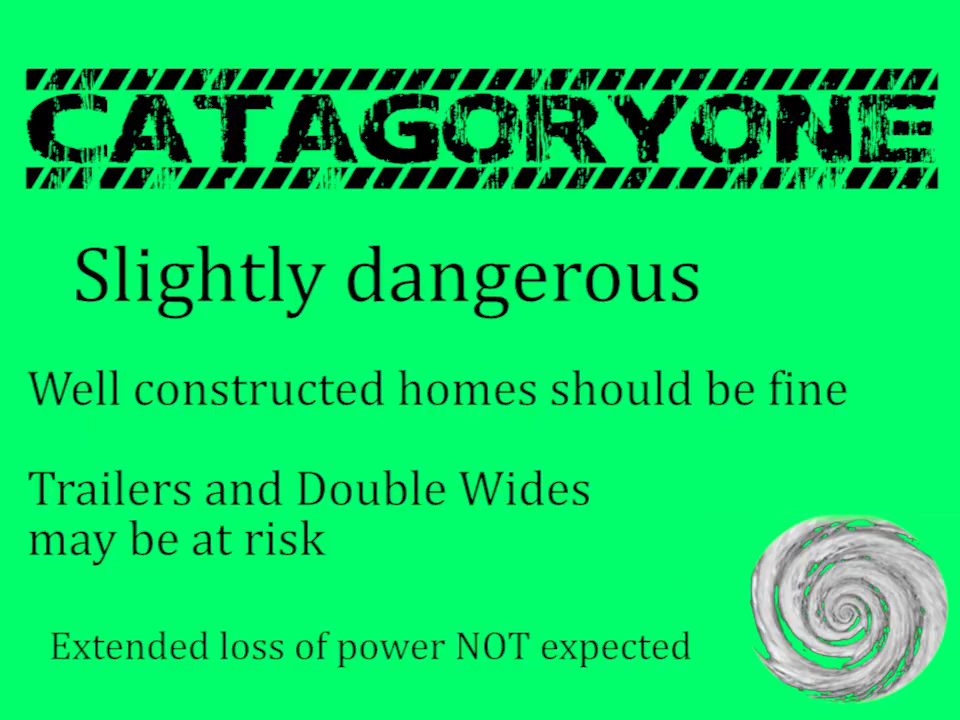 CATAGORYONE
Slightly dangerous
Well constructed homes should be fine
Trailers and Double Wides
may be at risk
Extended loss of power NOT expected